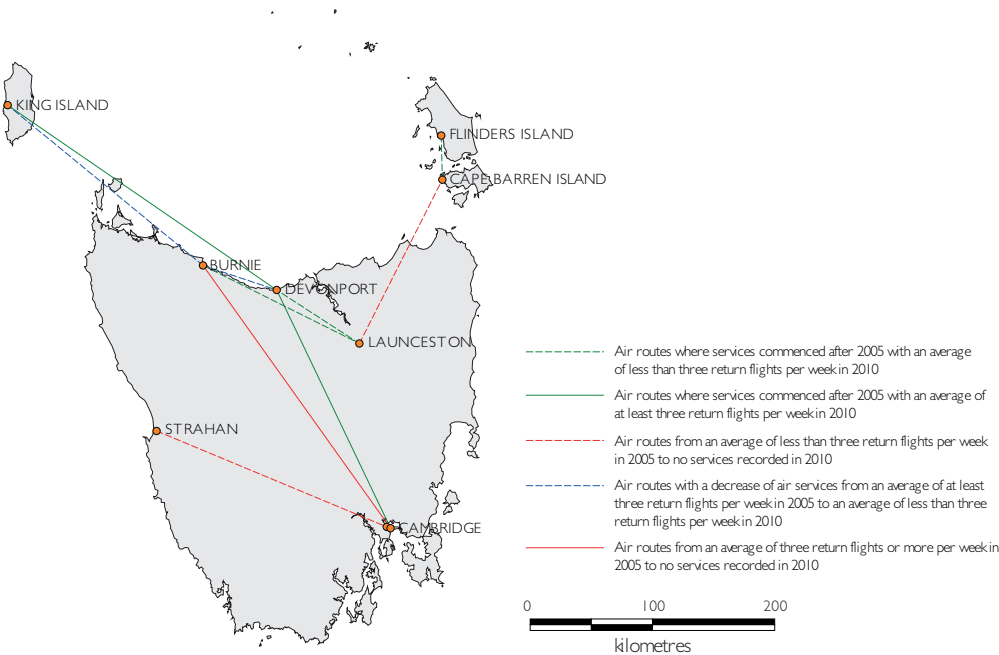 KING ISLAND
FLINDERS ISLAND
CAPE BARREN ISLAND
BURNIE
DEVONPORT
LAUNCESTON
STRAHAN
CAMBRIDGE
Air routes where services commenced after 2005 with an average
of less than three return flights per week in 2010
Air routes where services commenced after 2005 with an average of
at least three return flights per week in 2010
Air routes from an average of less than three return flights per week
in 2005 to no services recorded in 2010
Air routes with a decrease of air services from an average of at least
three return flights per week in 2005 to an average of less than three
return flights per week in 2010
Air routes from an average of three return flights or more per week in
2005 to no services recorded in 2010
0 100 200
kilometres